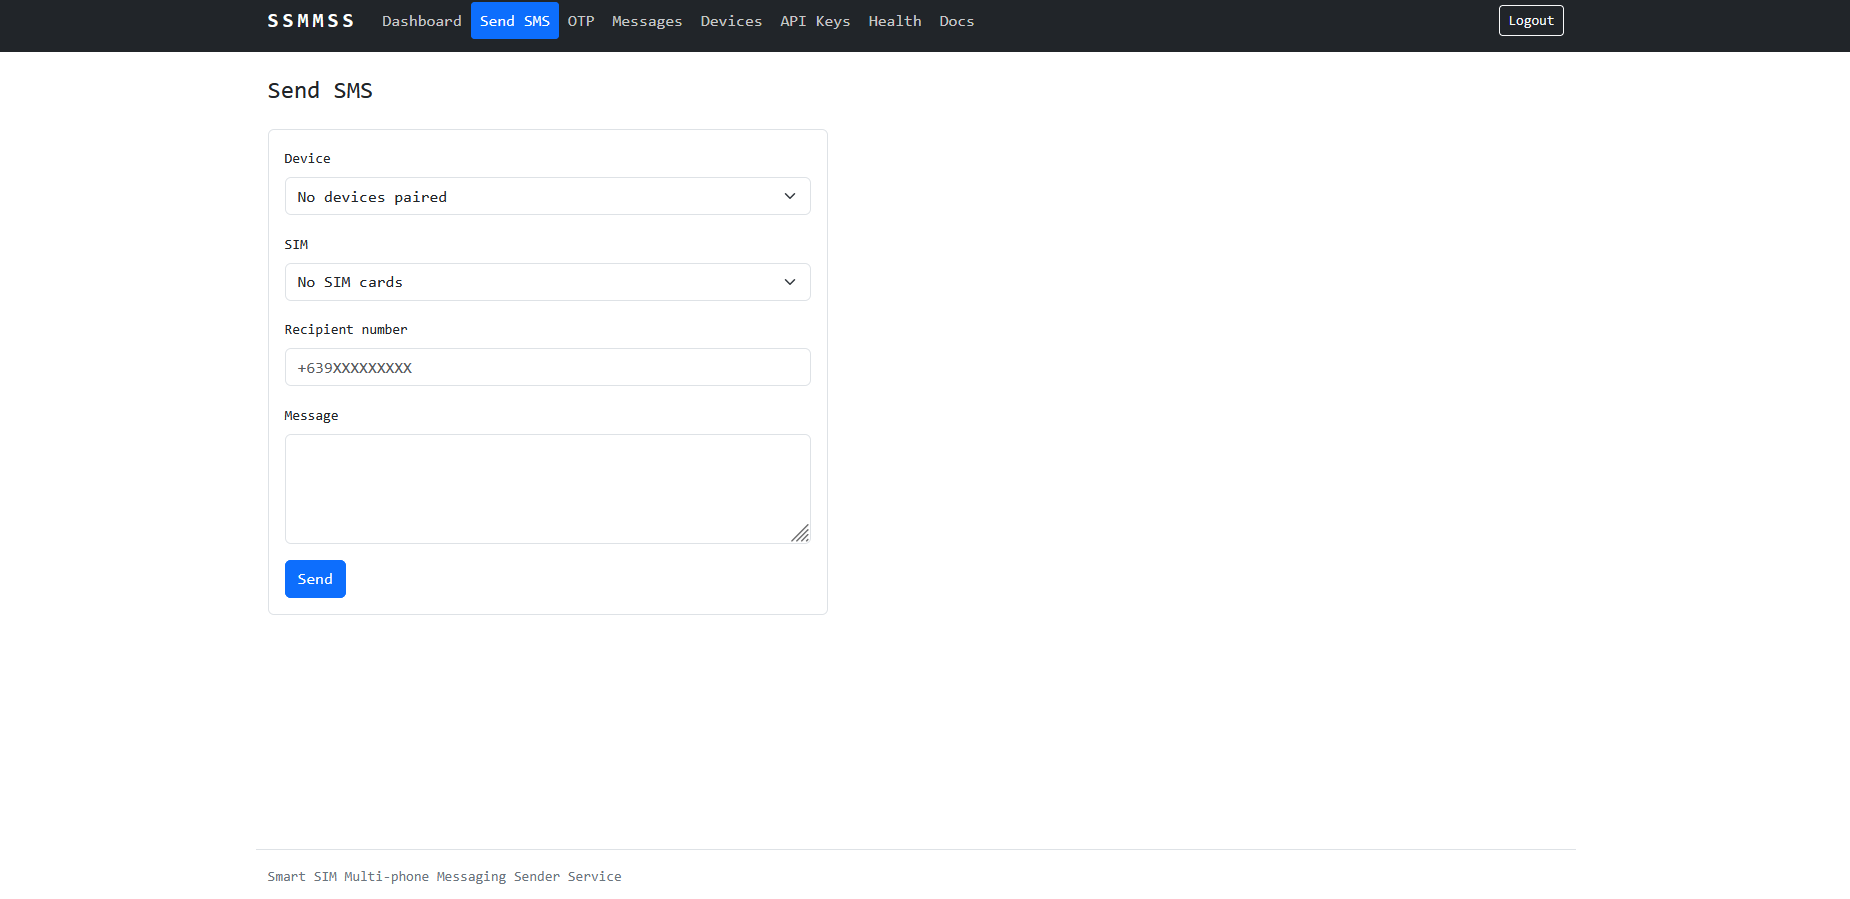 SSMMSS Dashboard Send SMS OTP Messages Devices API Keys Health Docs Logout
Send SMS
Device
No devices paired
SIM
No SIM cards
Recipient number
+639XXXXXXXXX
Message
Send
Smart SIM Multi-phone Messaging Sender Service